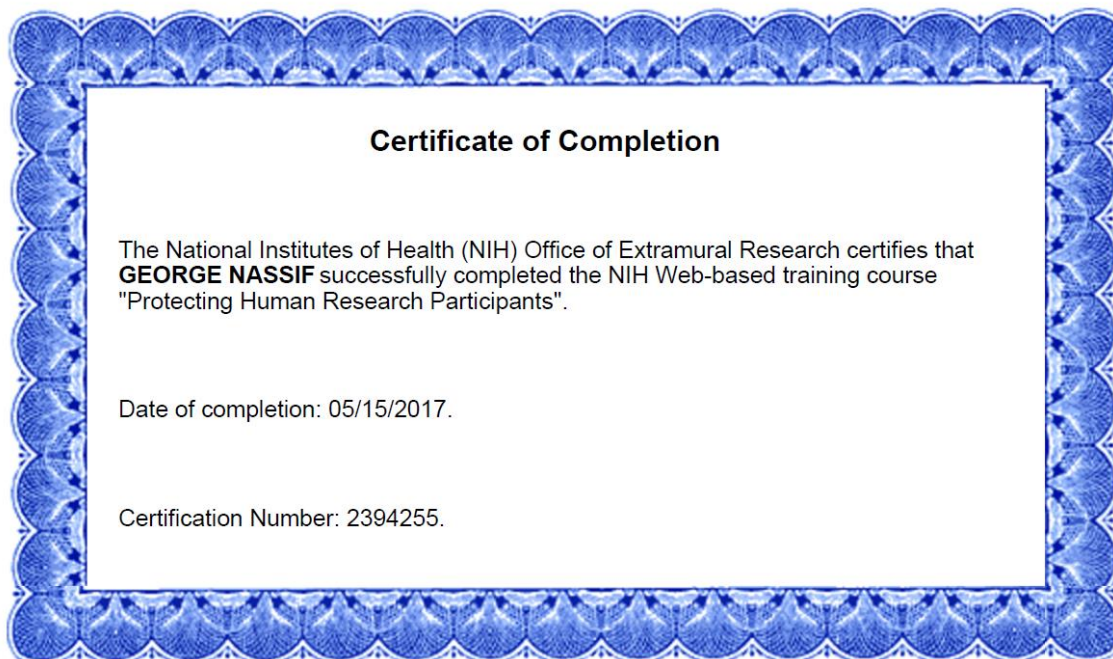 Certificate of Completion
The National Institutes of Health (NIH) Office of Extramural Research certifies that
GEORGE NASSIF successfully completed the NIH Web-based training course
"Protecting Human Research Participants".
Date of completion: 05/15/2017.
Certification Number: 2394255.